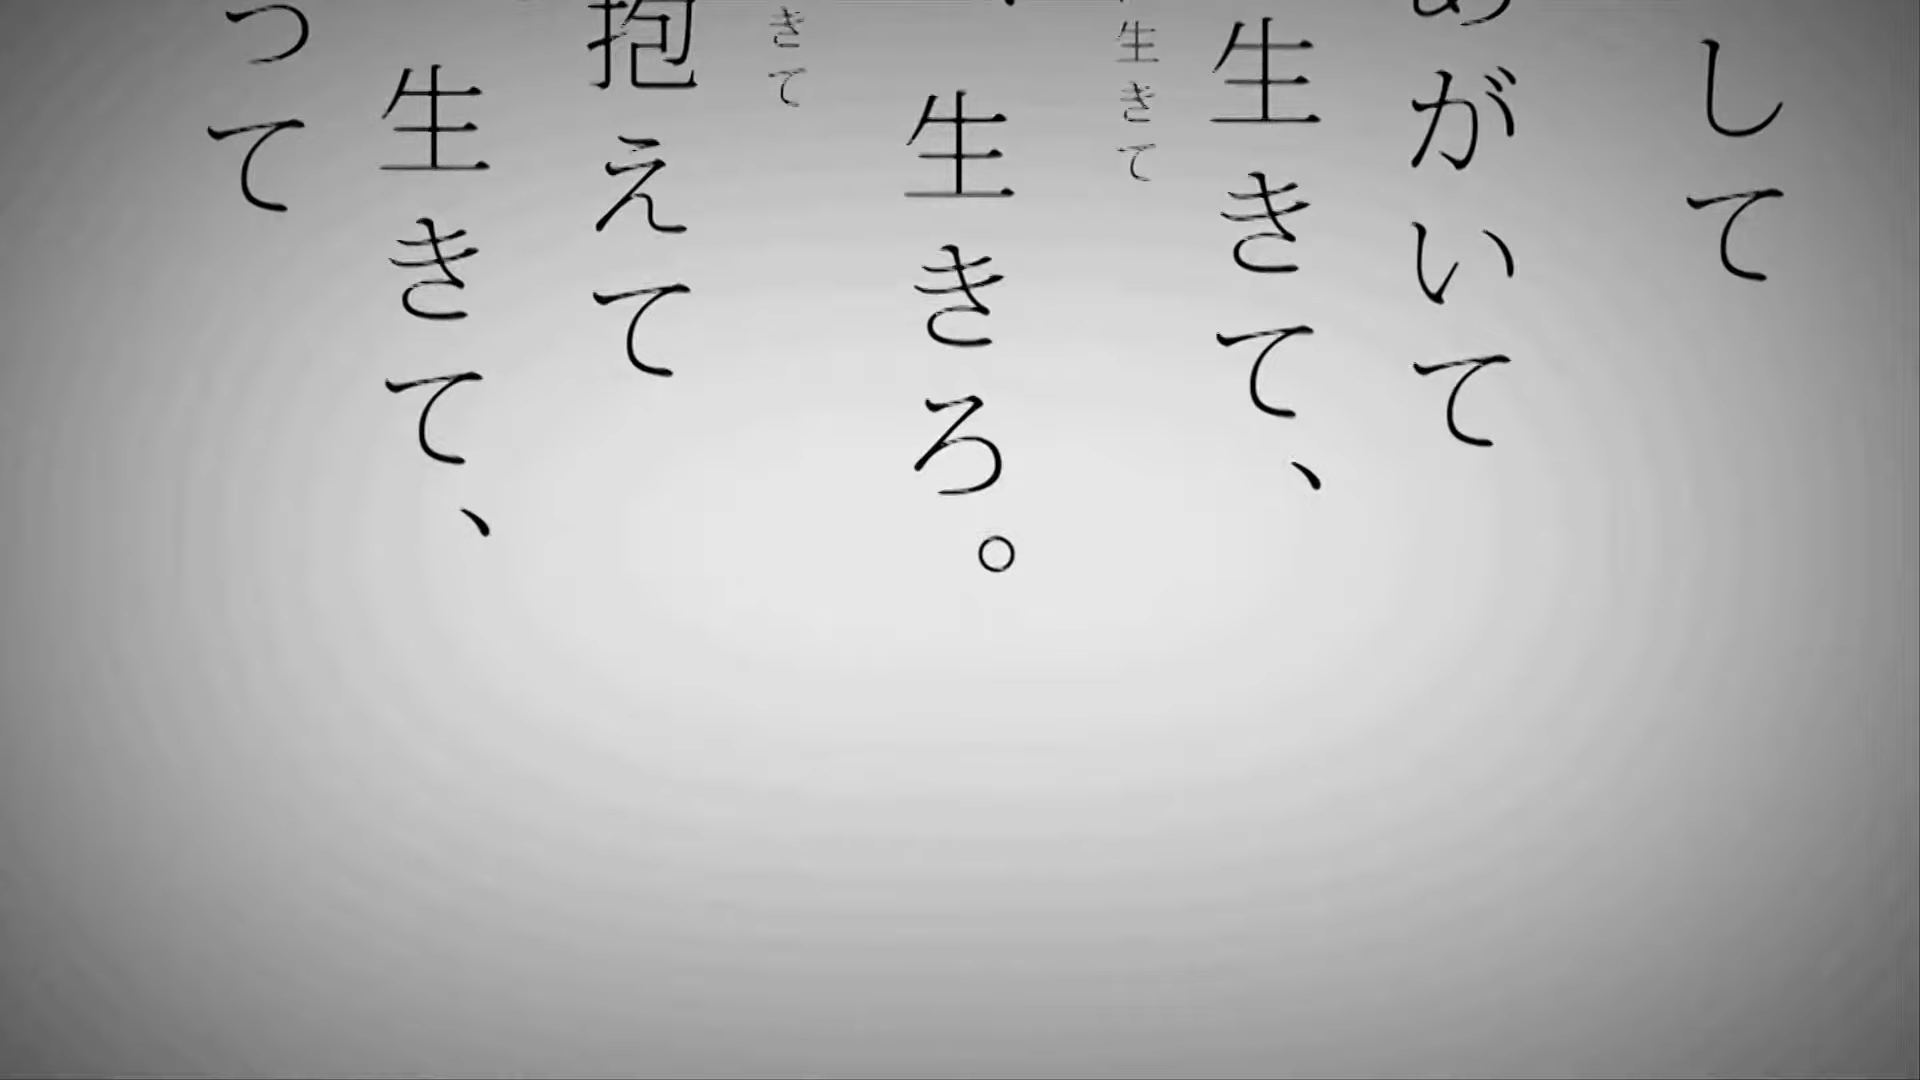 して
あがいて
生きて、
生きて
生きろ。
きて
抱えて
生きて、
って